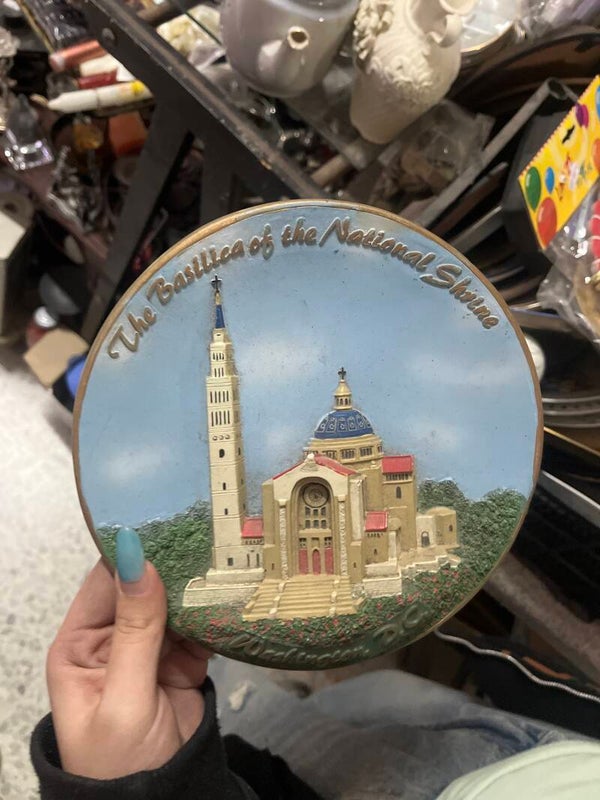 The Basilica of the National Shrine
Washington, D.C.